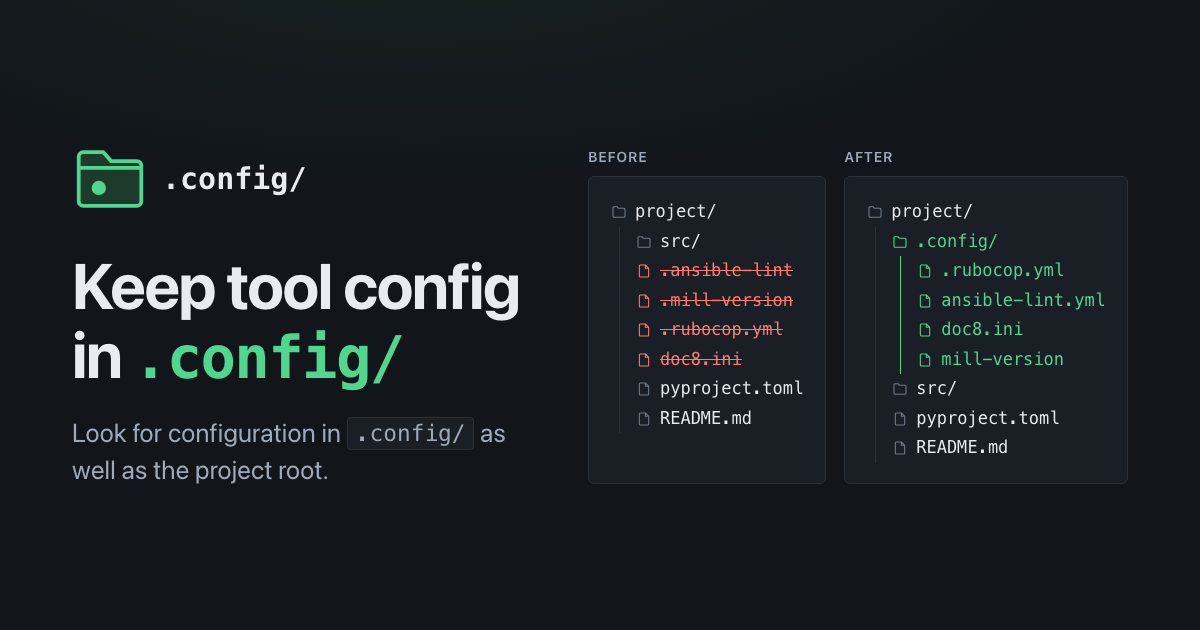 .config/
Keep tool config
in .config/
Look for configuration in .config/ as
well as the project root.
BEFORE
project/
src/
.ansible-lint
.mill-version
.rubocop.yml
doc8.ini
pyproject.toml
README.md
AFTER
project/
.config/
.rubocop.yml
ansible-lint.yml
doc8.ini
mill-version
src/
pyproject.toml
README.md